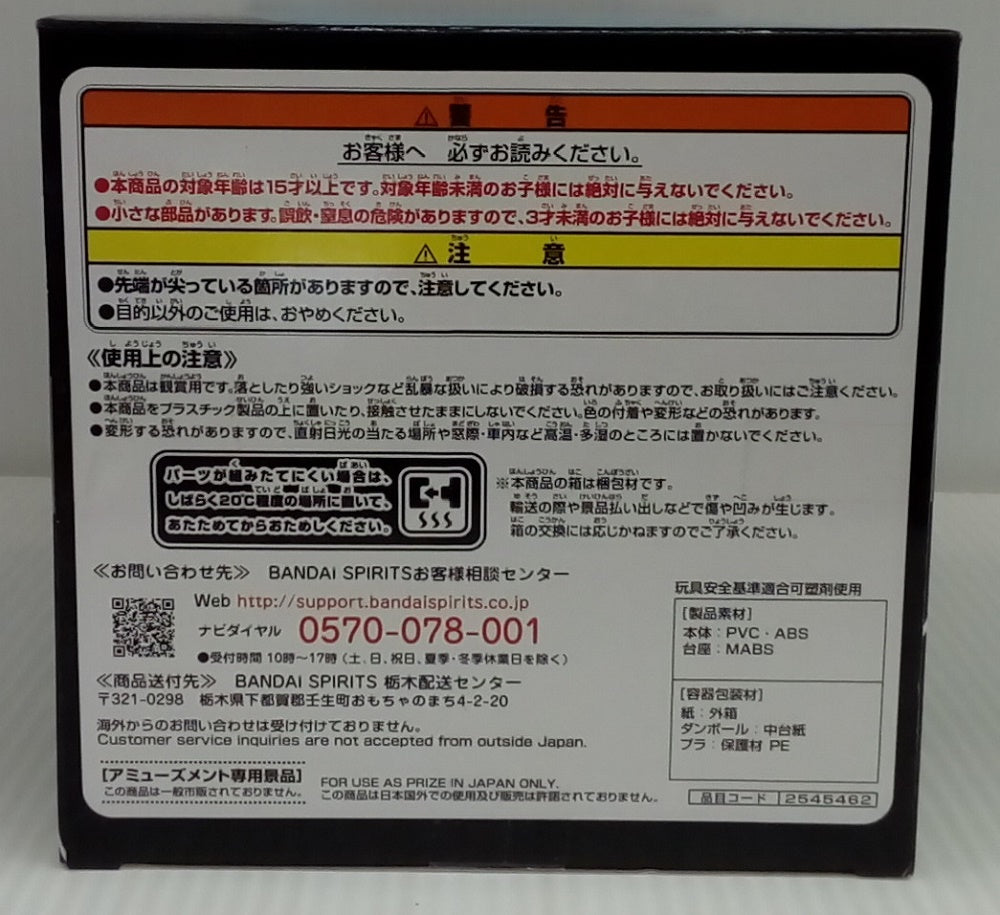 ⚠警告
お客様へ 必ずお読みください。
●本商品の対象年齢は15才以上です。対象年齢未満のお子様には絶対に与えないでください。
●小さな部品があります。誤飲・窒息の危険がありますので、3才未満のお子様には絶対に与えないでください。
⚠注意
●先端が尖っている箇所がありますので、注意してください。
●目的以外のご使用は、おやめください。
《使用上の注意》
●本商品は観賞用です。落としたり強いショックなど乱暴な扱いにより破損する恐れがありますので、お取り扱いにはご注意ください。
●本商品をプラスチック製品の上に置いたり、接触させたままにしないでください。色の付着や変形などの恐れがあります。
●変形する恐れがありますので、直射日光の当たる場所や窓際・車内など高温・多湿のところには置かないでください。
パーツが組みたてにくい場合は、
しばらく20℃程度の場所に置いて、
あたためてからおためしください。
※本商品の箱は梱包材です。
輸送の際や景品払い出しなどで傷や凹みが生じます。
箱の交換には応じかねますのでご了承ください。
≪お問い合わせ先≫ BANDAI SPIRITSお客様相談センター
Web http://support.bandaispirits.co.jp
ナビダイヤル 0570-078-001
●受付時間 10時〜17時(土、日、祝日、夏季・冬季休業日を除く)
≪商品送付先≫ BANDAI SPIRITS 栃木配送センター
〒321-0298 栃木県下都賀郡壬生町おもちゃのまち4-2-20
海外からのお問い合わせは受け付けておりません。
Customer service inquiries are not accepted from outside Japan.
[アミューズメント専用景品]
この商品は一般市販されておりません。
FOR USE AS PRIZE IN JAPAN ONLY.
この商品は日本国外での使用及び販売は許諾されておりません。
玩具安全基準適合可塑剤使用
[製品素材]
本体:PVC・ABS
台座:MABS
[容器包装材]
紙:外箱
ダンボール:中台紙
プラ:保護材 PE
品目コード 2545462